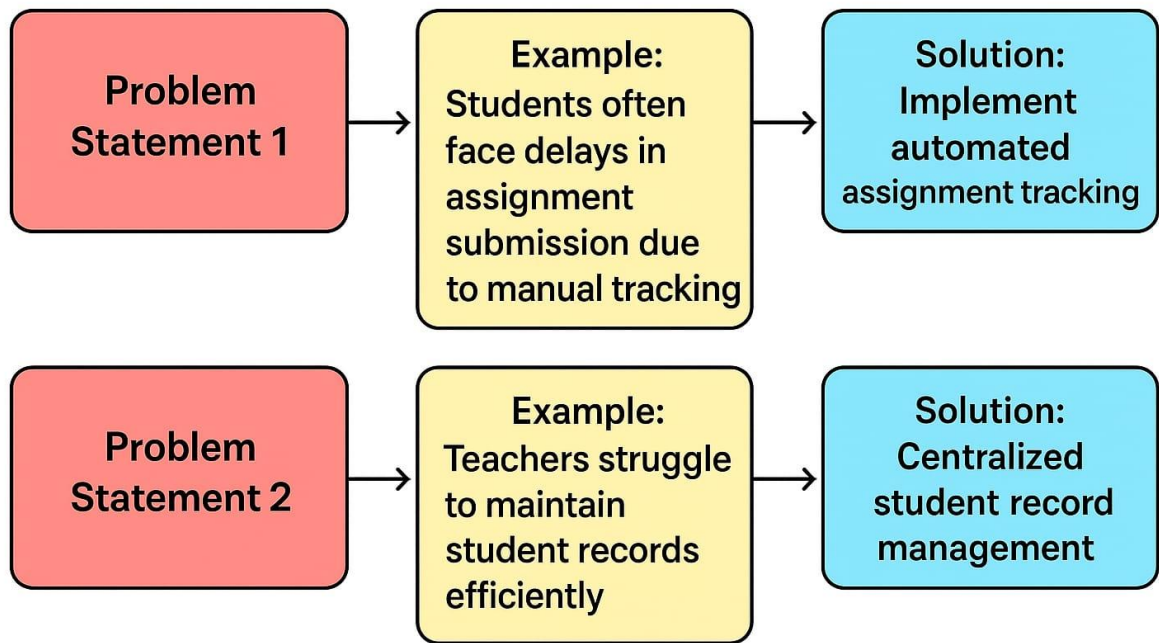 Problem
Statement 1
Example:
Students often
face delays in
assignment
submission due
to manual tracking
Solution:
Implement
automated
assignment tracking
Problem
Statement 2
Example:
Teachers struggle
to maintain
student records
efficiently
Solution:
Centralized
student record
management